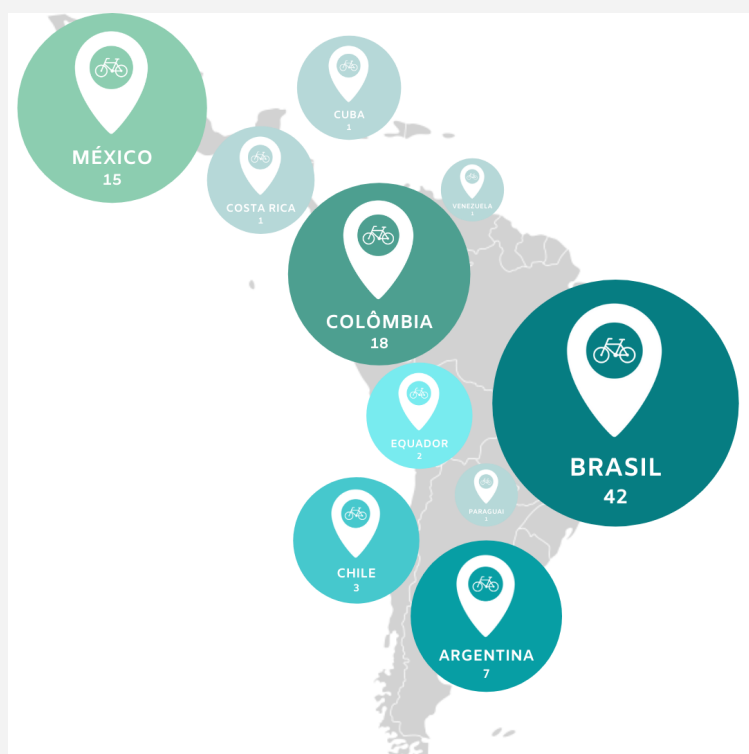 MÉXICO
15
CUBA
1
COSTA RICA
1
VENEZUELA
1
COLÔMBIA
18
EQUADOR
2
BRASIL
42
PARAGUAI
1
CHILE
3
ARGENTINA
7